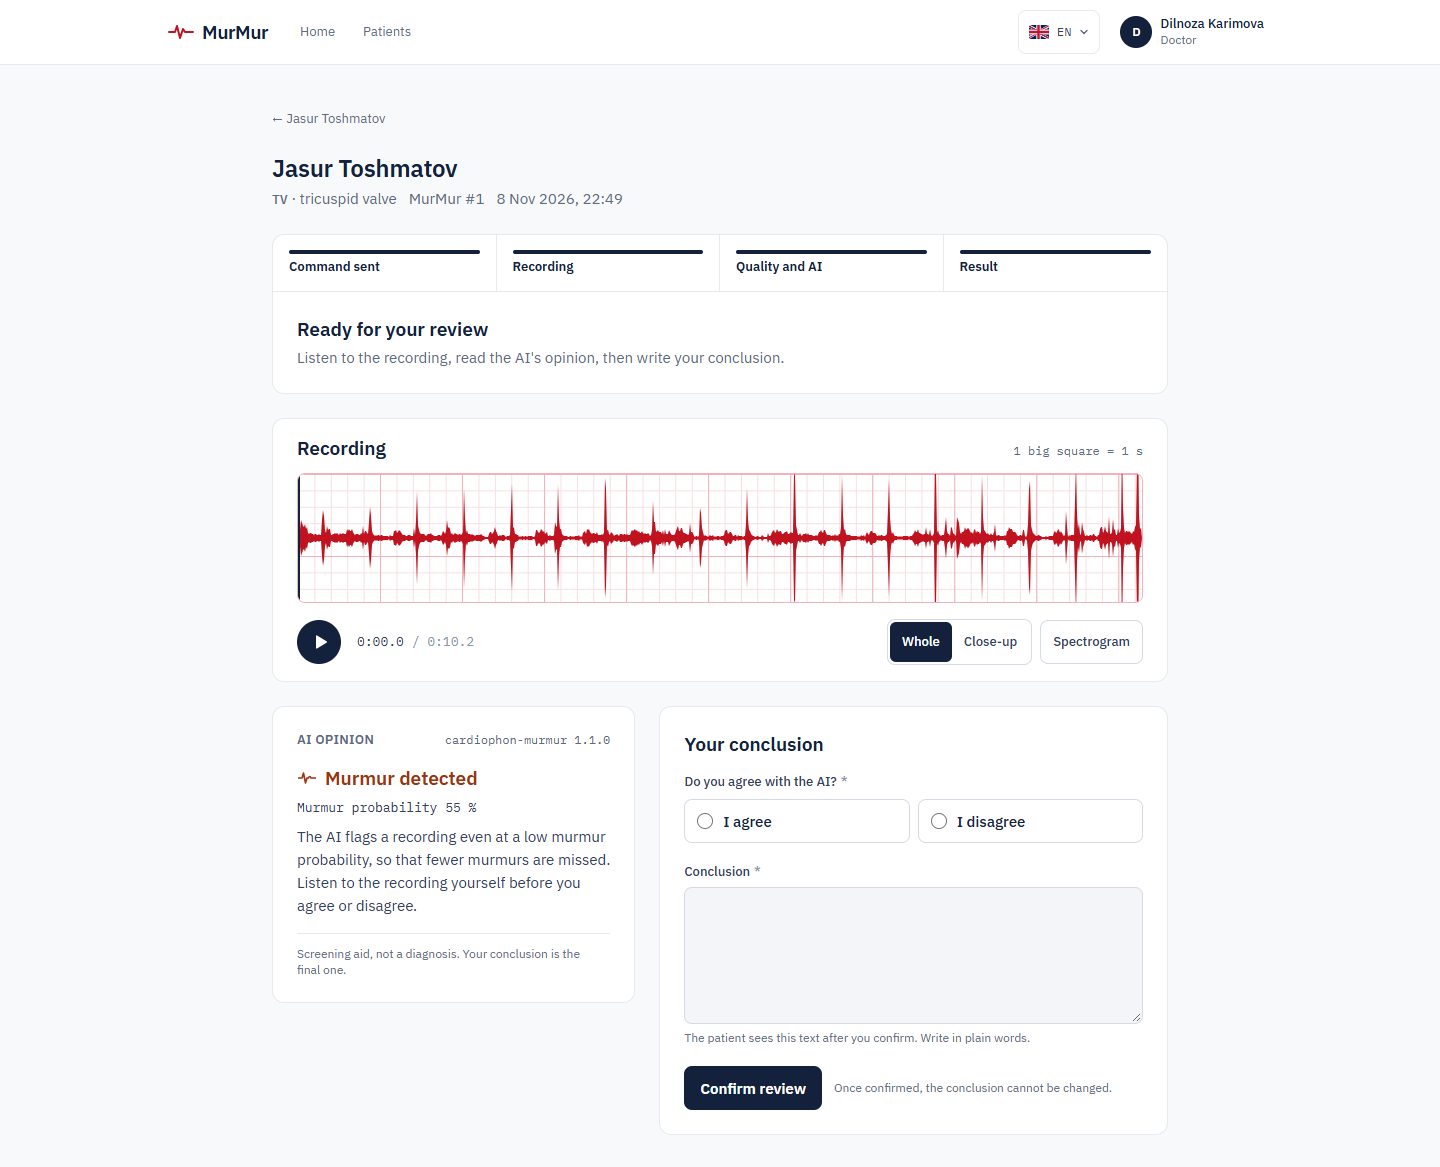 MurMur
Home
Patients
EN
D
Dilnoza Karimova
Doctor
← Jasur Toshmatov
Jasur Toshmatov
TV · tricuspid valve MurMur #1 8 Nov 2026, 22:49
Command sent
Recording
Quality and AI
Result
Ready for your review
Listen to the recording, read the AI's opinion, then write your conclusion.
Recording
1 big square = 1 s
0:00.0 / 0:10.2
Whole
Close-up
Spectrogram
AI OPINION
cardiophon-murmur 1.1.0
Murmur detected
Murmur probability 55 %
The AI flags a recording even at a low murmur
probability, so that fewer murmurs are missed.
Listen to the recording yourself before you
agree or disagree.
Screening aid, not a diagnosis. Your conclusion is the
final one.
Your conclusion
Do you agree with the AI? *
I agree
I disagree
Conclusion *
The patient sees this text after you confirm. Write in plain words.
Confirm review
Once confirmed, the conclusion cannot be changed.